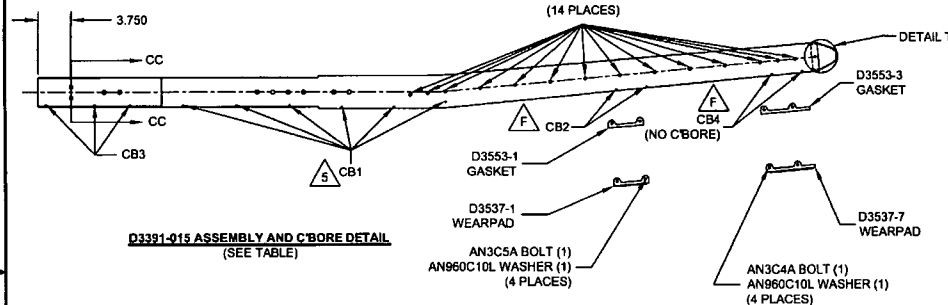 (14 PLACES)
3.750
CC
CC
DETAIL T
D3553-3
GASKET
F
CB2
F
CB4
(NO C'BORE)
CB3
5
CB1
D3553-1
GASKET
D3537-1
WEARPAD
D3537-7
WEARPAD
D3391-015 ASSEMBLY AND C'BORE DETAIL
(SEE TABLE)
AN3C5A BOLT (1)
AN960C10L WASHER (1)
(4 PLACES)
AN3C4A BOLT (1)
AN960C10L WASHER (1)
(4 PLACES)